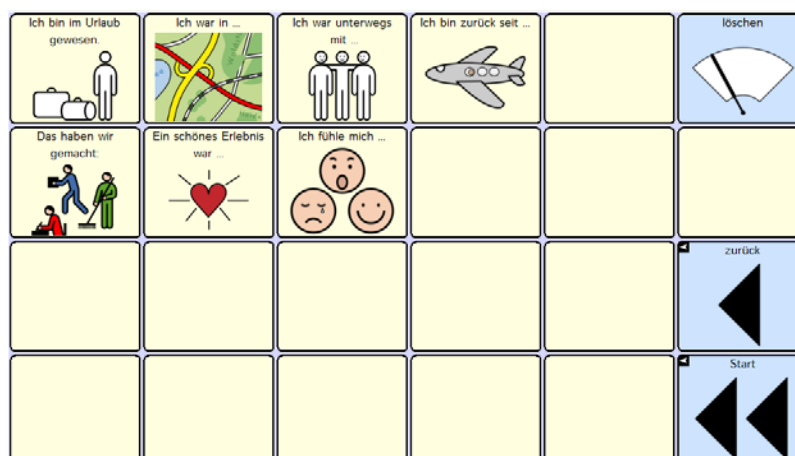 Ich bin im Urlaub
gewesen.
Ich war in ...
Ich war unterwegs
mit ...
Ich bin zurück seit ...
löschen
Das haben wir
gemacht:
Ein schönes Erlebnis
war ...
Ich fühle mich ...
zurück
Start